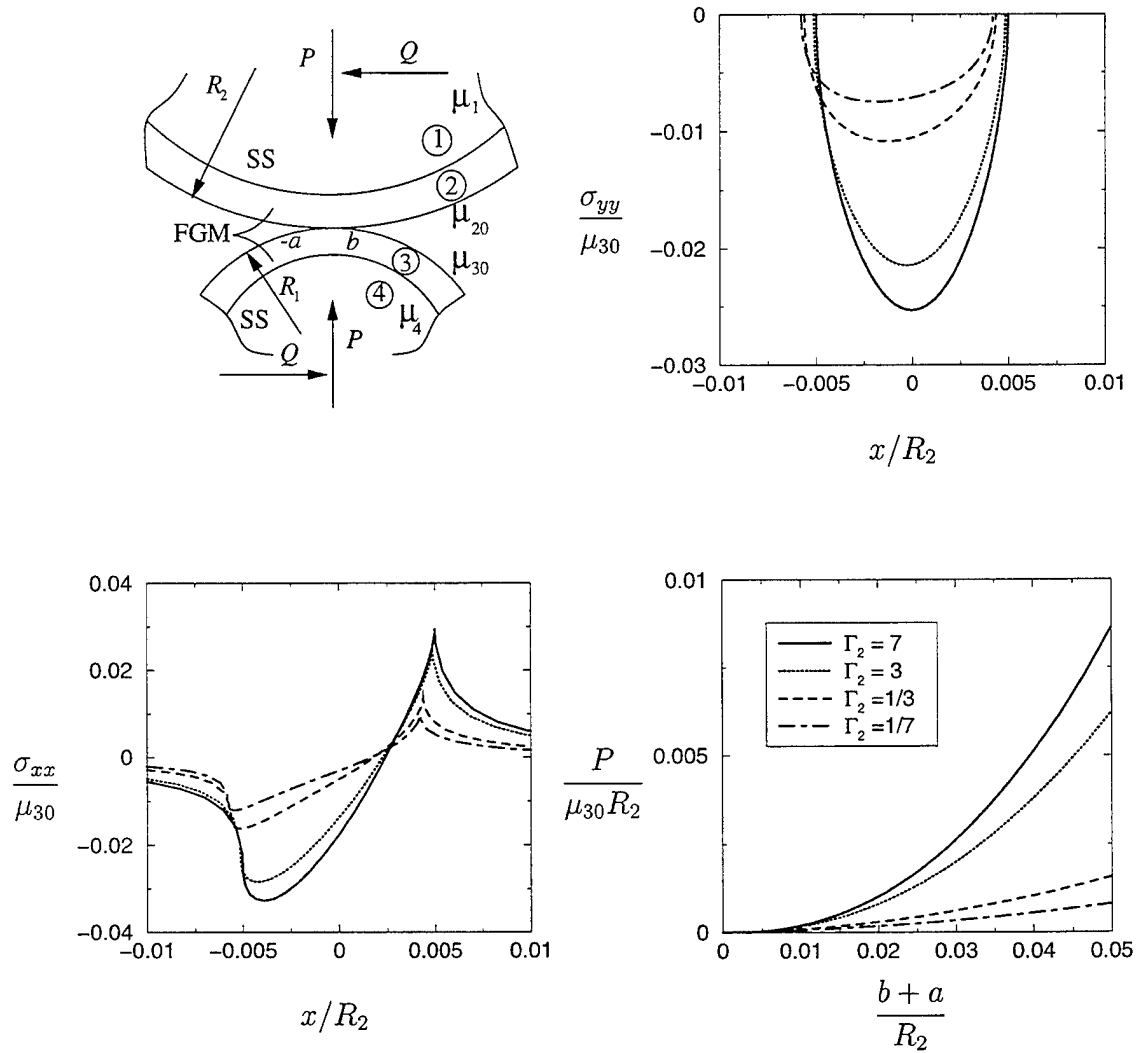 P
Q
R₂
μ₁
SS
①
②
μ₂₀
FGM
-a
b
③
μ₃₀
R₁
④
μ₄
SS
Q
P
0
−0.01
−0.02
−0.03
σ_yy / μ₃₀
−0.01
−0.005
0
0.005
0.01
x/R₂
0.04
0.02
0
−0.02
−0.04
σ_xx / μ₃₀
−0.01
−0.005
0
0.005
0.01
x/R₂
0.01
0.005
0
P / μ₃₀R₂
Γ₂ = 7
Γ₂ = 3
Γ₂ =1/3
Γ₂ =1/7
0
0.01
0.02
0.03
0.04
0.05
b + a / R₂